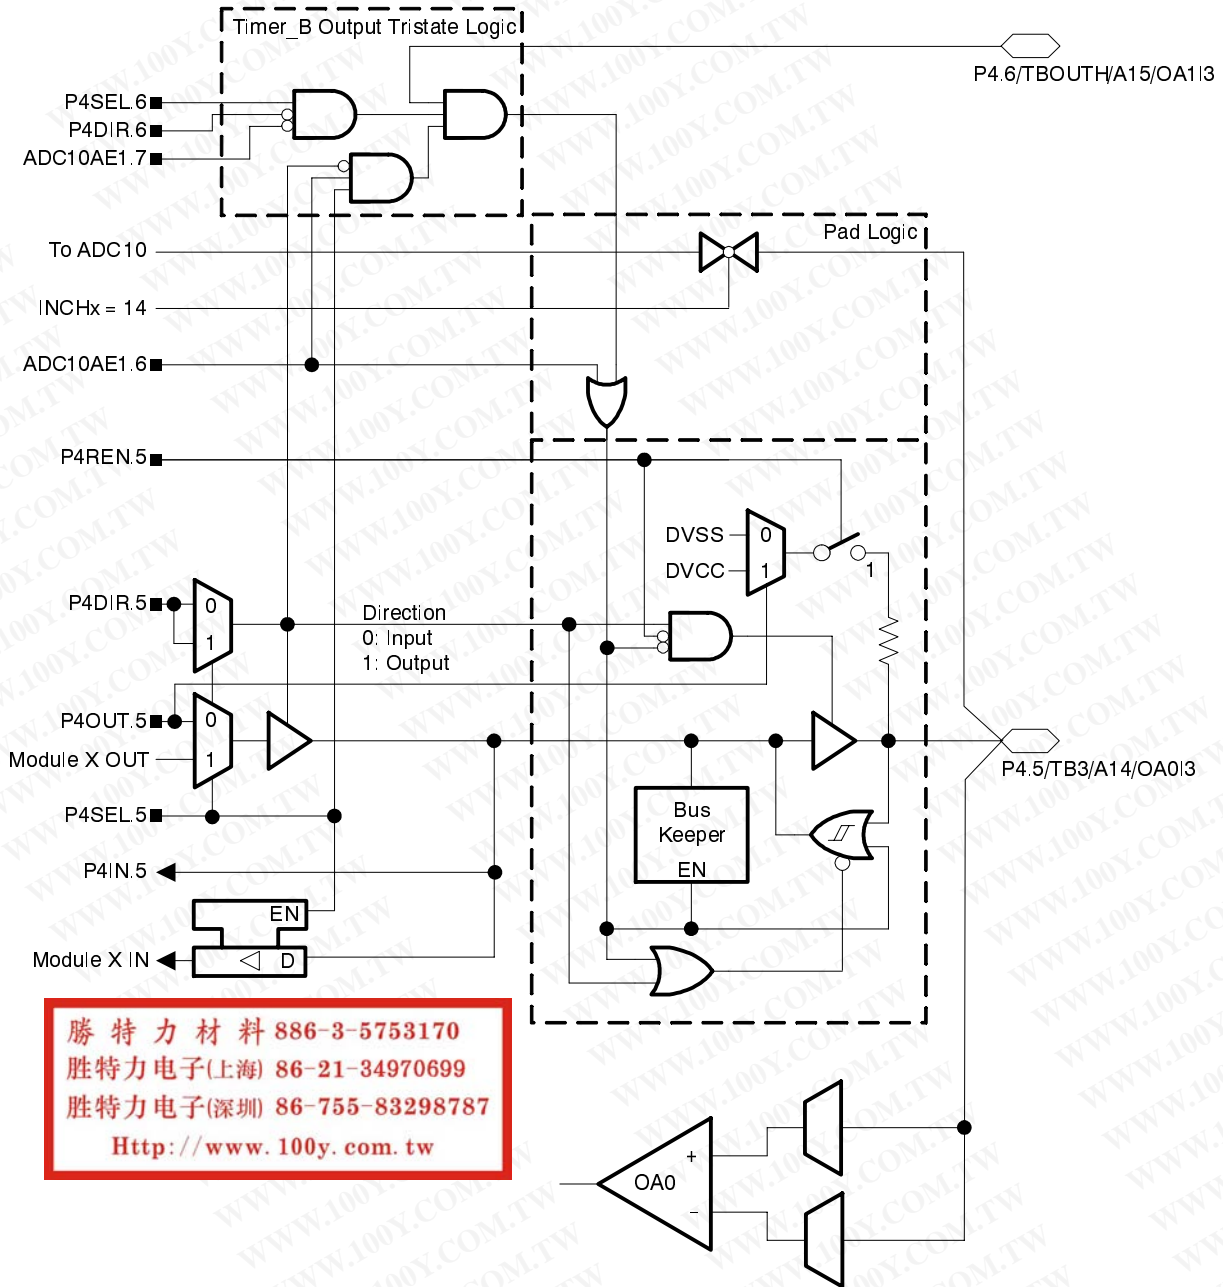 Timer_B Output Tristate Logic
P4.6/TBOUTH/A15/OA1I3
P4SEL.6
P4DIR.6
ADC10AE1.7
Pad Logic
To ADC10
INCHx = 14
ADC10AE1.6
P4REN.5
DVSS
0
DVCC
1
1
P4DIR.5
0
1
Direction
0: Input
1: Output
P4OUT.5
0
Module X OUT
1
P4.5/TB3/A14/OA0I3
P4SEL.5
Bus
Keeper
EN
P4IN.5
EN
Module X IN
D
勝特力材料 886-3-5753170
胜特力电子(上海) 86-21-34970699
胜特力电子(深圳) 86-755-83298787
Http://www.100y.com.tw
+
OA0
−
WWW.100Y.COM.TW